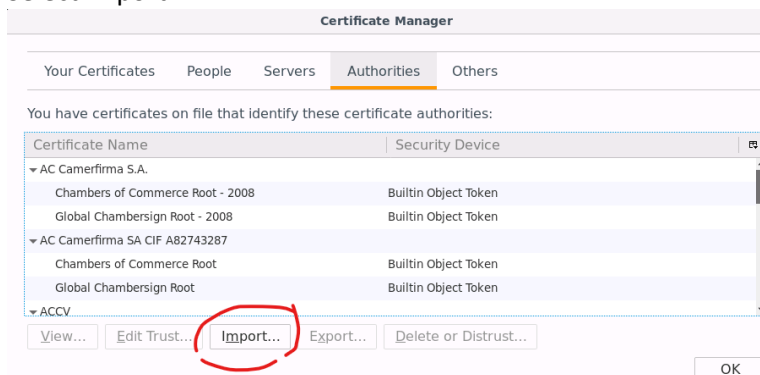 Certificate Manager
Your Certificates People Servers Authorities Others
You have certificates on file that identify these certificate authorities:
Certificate Name Security Device
AC Camerfirma S.A.
Chambers of Commerce Root - 2008 Builtin Object Token
Global Chambersign Root - 2008 Builtin Object Token
AC Camerfirma SA CIF A82743287
Chambers of Commerce Root Builtin Object Token
Global Chambersign Root Builtin Object Token
ACCV
View... Edit Trust... Import... Export... Delete or Distrust...
OK